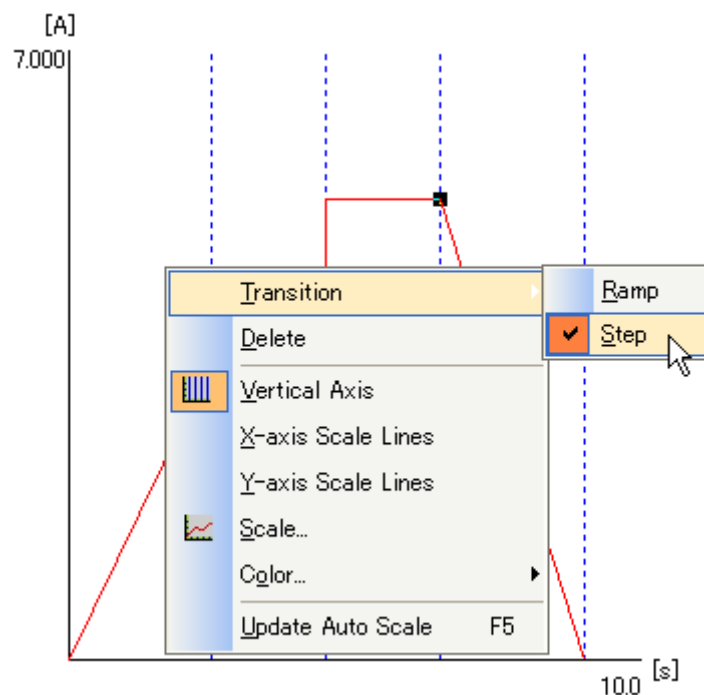 [A]
7.000
Transition
Ramp
Delete
Step
Vertical Axis
X-axis Scale Lines
Y-axis Scale Lines
Scale...
Color...
Update Auto Scale F5
10.0 [s]